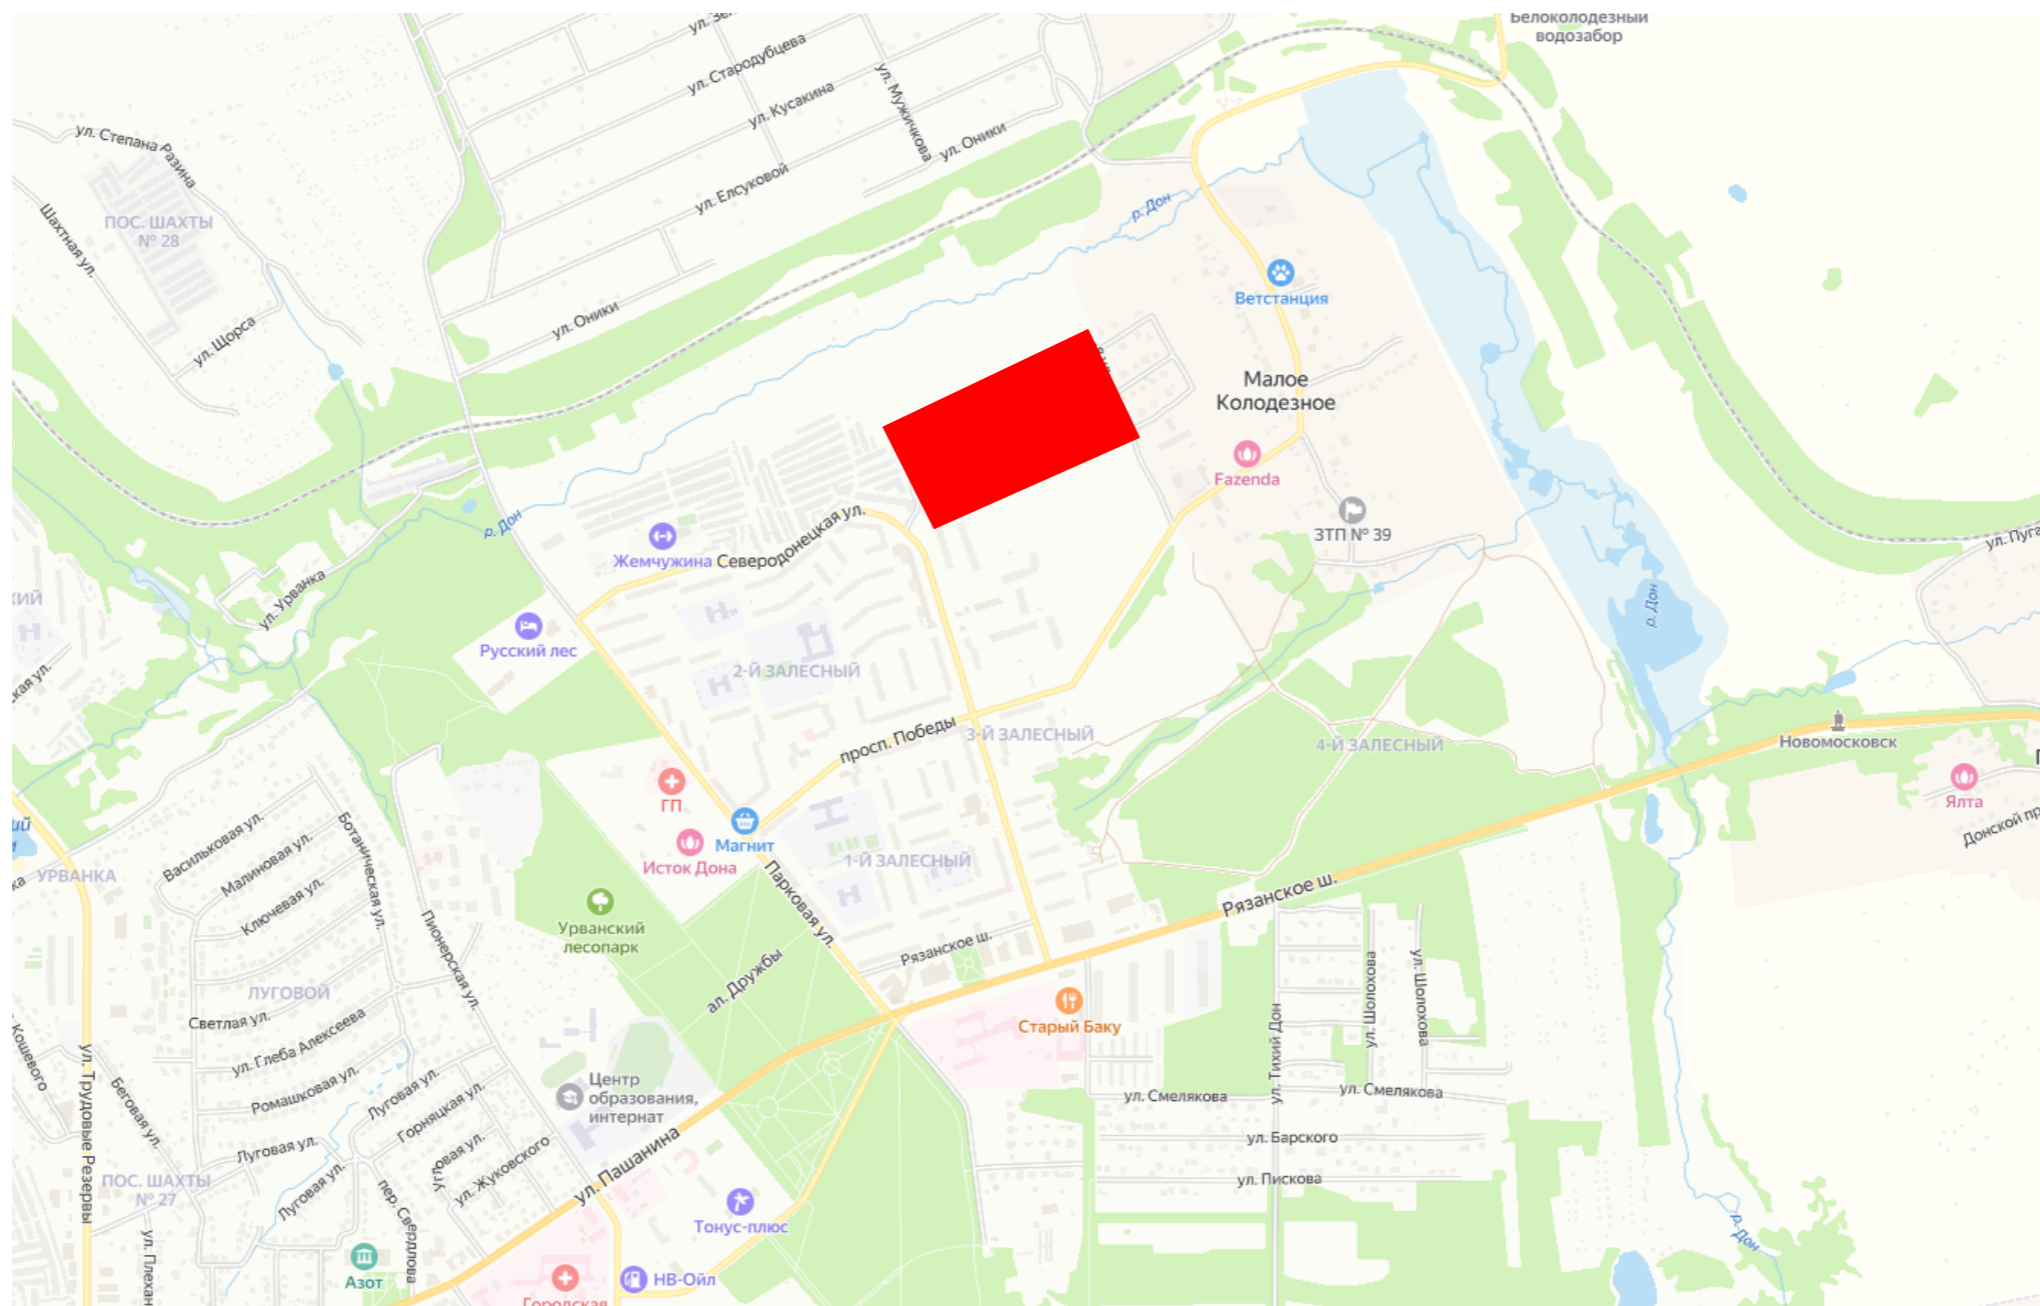 Белоколодезный
водозабор
ул. Стародубцева
ул. Кусакина
ул. Мужичкова
ул. Оники
ул. Елсуковой
ул. Степана Разина
ПОС. ШАХТЫ
№ 28
Шахтная ул.
ул. Щорса
ул. Оники
р. Дон
Ветстанция
Малое
Колодезное
Fazenda
ЗТП № 39
р. Дон
Жемчужина
Северодонецкая ул.
ул. Урванка
Русский лес
2-Й ЗАЛЕСНЫЙ
р. Дон
просп. Победы
3-Й ЗАЛЕСНЫЙ
4-Й ЗАЛЕСНЫЙ
Новомосковск
Ялта
ГП
Магнит
Исток Дона
1-Й ЗАЛЕСНЫЙ
Васильковая ул.
Малиновая ул.
Ключевая ул.
Ботаническая ул.
УРВАНКА
Пионерская ул.
Парковая ул.
Рязанское ш.
Урванский
лесопарк
Рязанское ш.
ал. Дружбы
ЛУГОВОЙ
Светлая ул.
ул. Глеба Алексеева
Ромашковая ул.
Луговая ул.
Горняцкая ул.
Старый Баку
ул. Тихий Дон
ул. Шолохова
ул. Шолохова
Центр
образования,
интернат
ул. Смелякова
ул. Смелякова
ул. Барского
ул. Пискова
Кошевого
ул. Трудовые Резервы
Беговая ул.
Луговая ул.
Луговая ул.
ул. Жуковского
ул. Пашанина
ПОС. ШАХТЫ
№ 27
пер. Свердлова
Тонус-плюс
р. Дон
Азот
НВ-Ойл
Городская